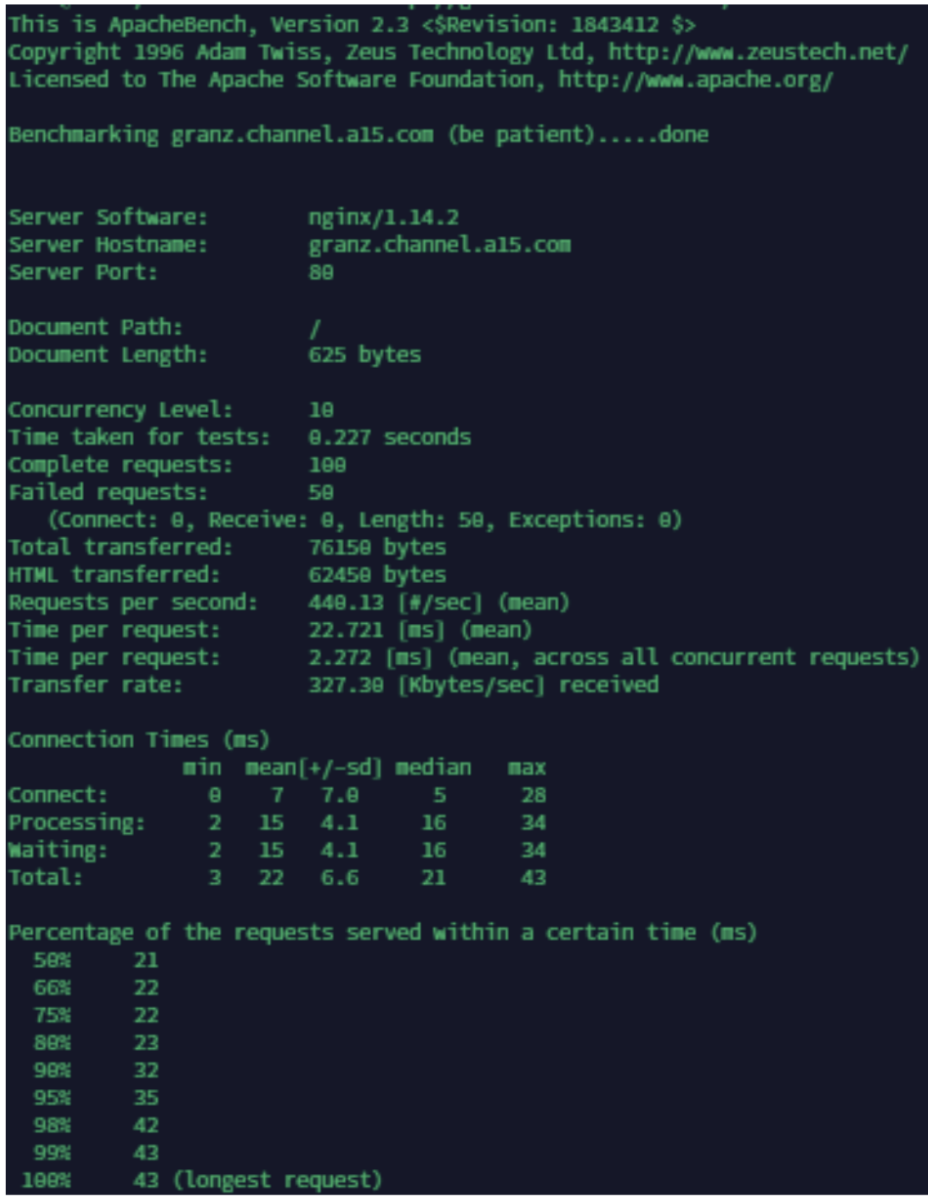 This is ApacheBench, Version 2.3 <$Revision: 1843412 $>
Copyright 1996 Adam Twiss, Zeus Technology Ltd, http://www.zeustech.net/
Licensed to The Apache Software Foundation, http://www.apache.org/

Benchmarking granz.channel.a15.com (be patient).....done


Server Software:        nginx/1.14.2
Server Hostname:        granz.channel.a15.com
Server Port:            80

Document Path:          /
Document Length:        625 bytes

Concurrency Level:      10
Time taken for tests:   0.227 seconds
Complete requests:      100
Failed requests:        50
   (Connect: 0, Receive: 0, Length: 50, Exceptions: 0)
Total transferred:      76150 bytes
HTML transferred:       62450 bytes
Requests per second:    440.13 [#/sec] (mean)
Time per request:       22.721 [ms] (mean)
Time per request:       2.272 [ms] (mean, across all concurrent requests)
Transfer rate:          327.30 [Kbytes/sec] received

Connection Times (ms)
              min  mean[+/-sd] median   max
Connect:        0    7   7.0      5      28
Processing:     2   15   4.1     16      34
Waiting:        2   15   4.1     16      34
Total:          3   22   6.6     21      43

Percentage of the requests served within a certain time (ms)
  50%     21
  66%     22
  75%     22
  80%     23
  90%     32
  95%     35
  98%     42
  99%     43
 100%     43 (longest request)